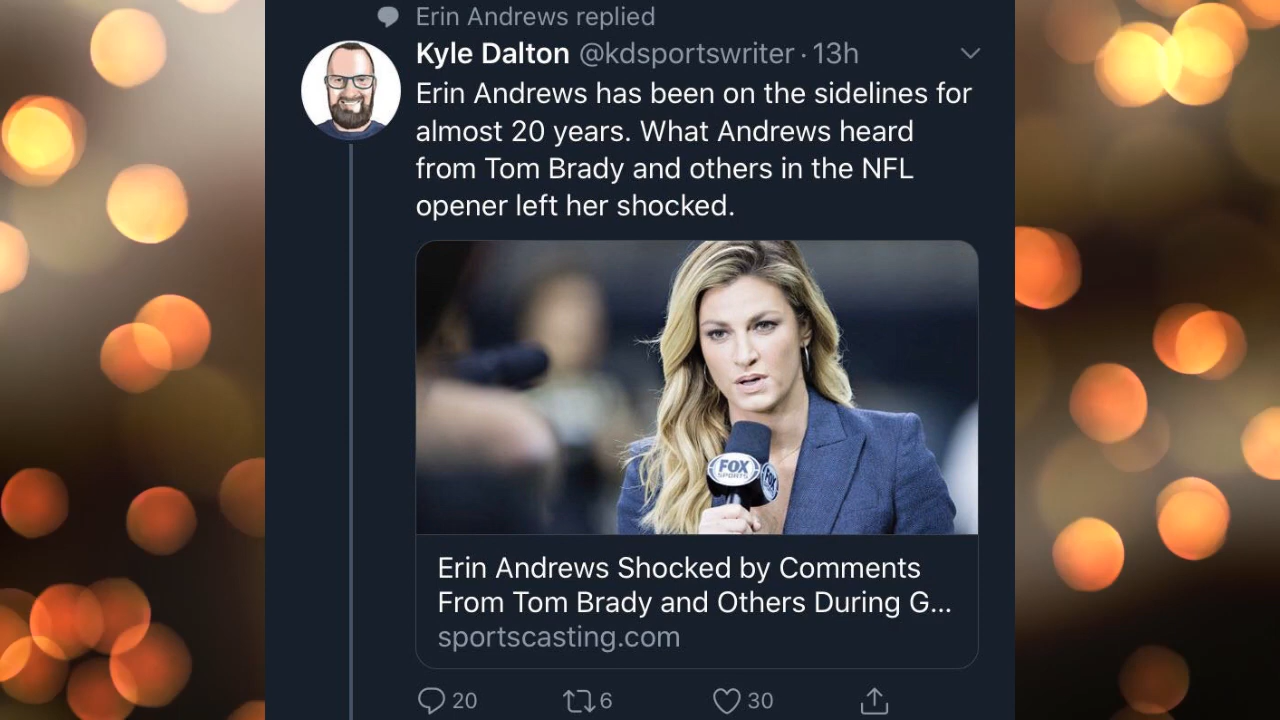 Erin Andrews replied
Kyle Dalton @kdsportswriter · 13h
Erin Andrews has been on the sidelines for
almost 20 years. What Andrews heard
from Tom Brady and others in the NFL
opener left her shocked.
FOX
SPORTS
FOX
Erin Andrews Shocked by Comments
From Tom Brady and Others During G...
sportscasting.com
20 6 30